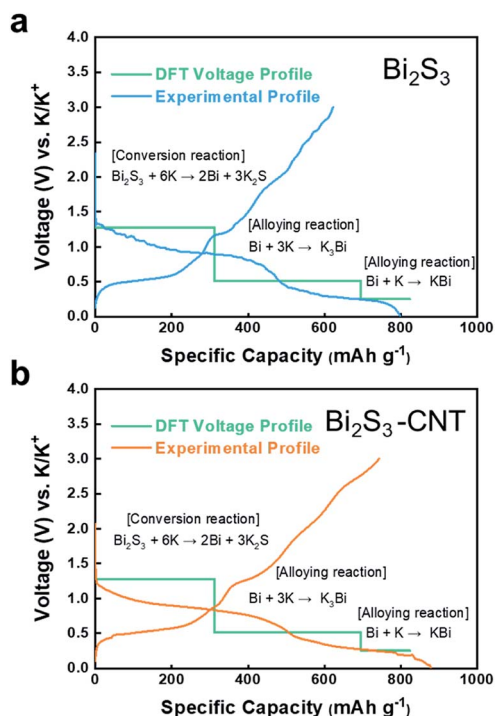 a
Bi₂S₃
DFT Voltage Profile
Experimental Profile
[Conversion reaction]
Bi₂S₃ + 6K → 2Bi + 3K₂S
[Alloying reaction]
Bi + 3K → K₃Bi
[Alloying reaction]
Bi + K → KBi
Voltage (V) vs. K/K⁺
4.0
3.5
3.0
2.5
2.0
1.5
1.0
0.5
0.0
0 200 400 600 800 1000
Specific Capacity (mAh g⁻¹)
b
Bi₂S₃-CNT
DFT Voltage Profile
Experimental Profile
[Conversion reaction]
Bi₂S₃ + 6K → 2Bi + 3K₂S
[Alloying reaction]
Bi + 3K → K₃Bi
[Alloying reaction]
Bi + K → KBi
Voltage (V) vs. K/K⁺
4.0
3.5
3.0
2.5
2.0
1.5
1.0
0.5
0.0
0 200 400 600 800 1000
Specific Capacity (mAh g⁻¹)